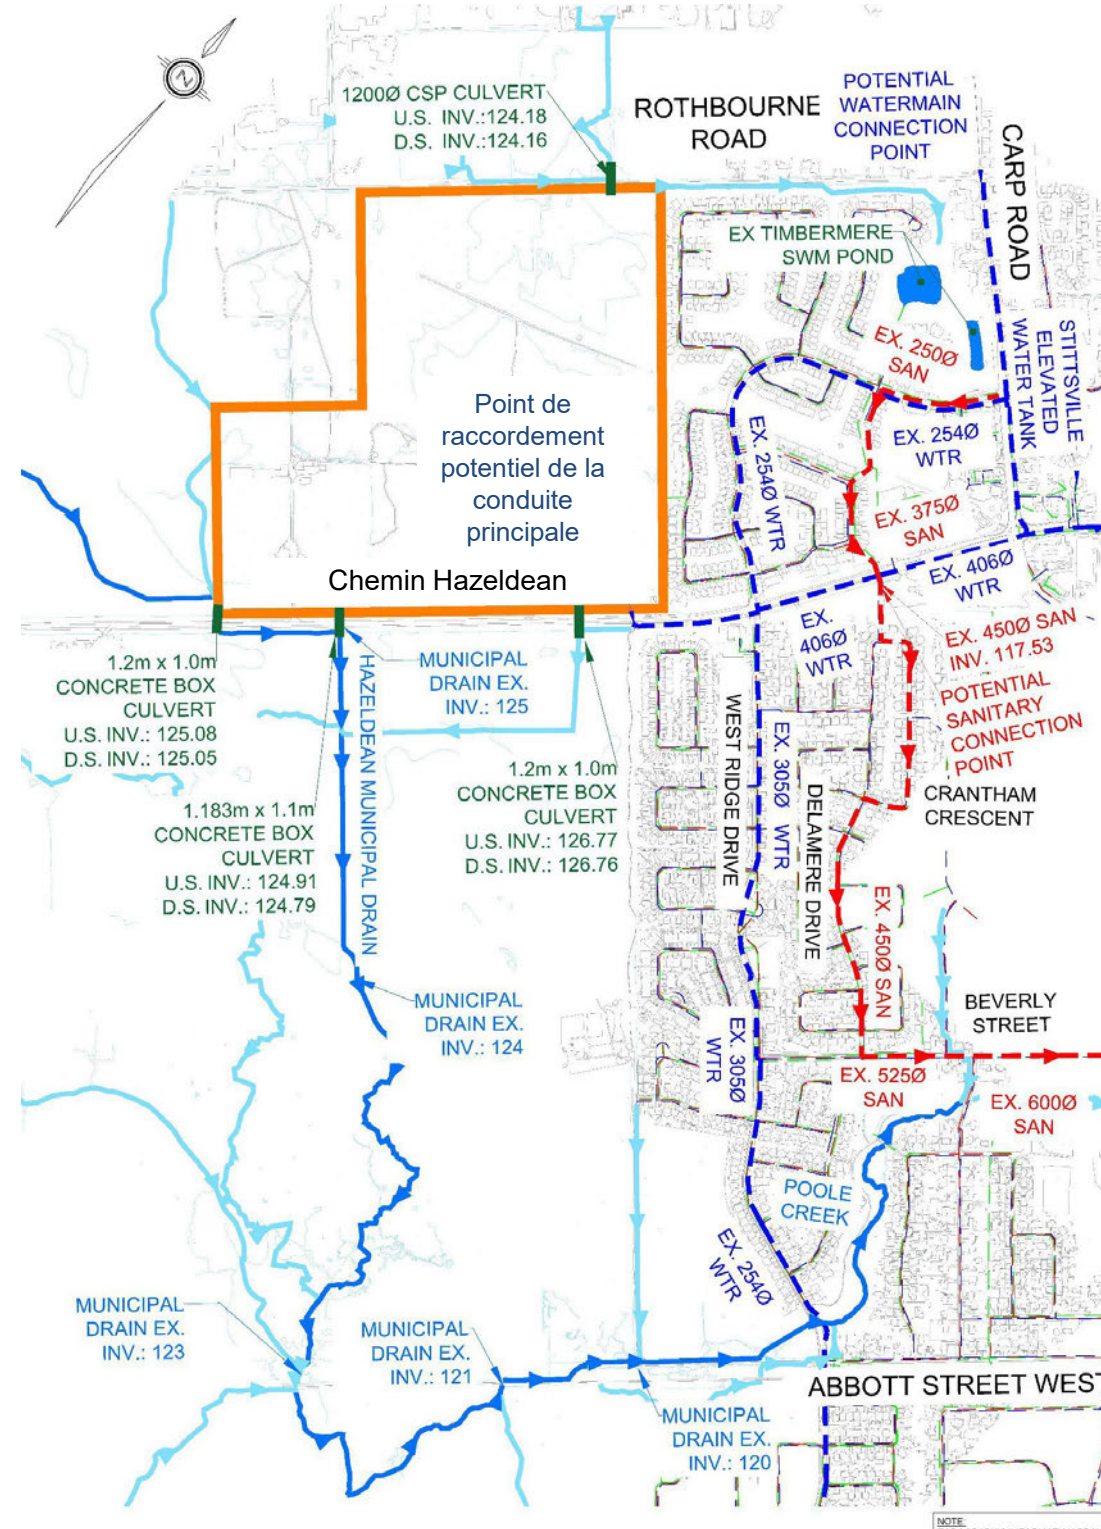 1200Ø CSP CULVERT
U.S. INV.:124.18
D.S. INV.:124.16
ROTHBOURNE
ROAD
POTENTIAL
WATERMAIN
CONNECTION
POINT
CARP ROAD
N
EX TIMBERMERE
SWM POND
STITTSVILLE
ELEVATED
WATER TANK
EX. 250Ø
SAN
EX. 254Ø
WTR
EX. 254Ø WTR
Point de
raccordement
potentiel de la
conduite
principale
EX. 375Ø
SAN
EX. 406Ø
WTR
Chemin Hazeldean
EX.
406Ø
WTR
EX. 450Ø SAN
INV. 117.53
POTENTIAL
SANITARY
CONNECTION
POINT
1.2m x 1.0m
CONCRETE BOX
CULVERT
U.S. INV.: 125.08
D.S. INV.: 125.05
MUNICIPAL
DRAIN EX.
INV.: 125
HAZELDEAN MUNICIPAL DRAIN
1.2m x 1.0m
CONCRETE BOX
CULVERT
U.S. INV.: 126.77
D.S. INV.: 126.76
WEST RIDGE DRIVE
EX. 305Ø WTR
DELAMERE DRIVE
CRANTHAM
CRESCENT
1.183m x 1.1m
CONCRETE BOX
CULVERT
U.S. INV.: 124.91
D.S. INV.: 124.79
EX. 450Ø SAN
MUNICIPAL
DRAIN EX.
INV.: 124
BEVERLY
STREET
EX. 305Ø
WTR
EX. 525Ø
SAN
EX. 600Ø
SAN
POOLE
CREEK
EX. 254Ø
WTR
MUNICIPAL
DRAIN EX.
INV.: 123
MUNICIPAL
DRAIN EX.
INV.: 121
ABBOTT STREET WEST
MUNICIPAL
DRAIN EX.
INV.: 120
NOTE: